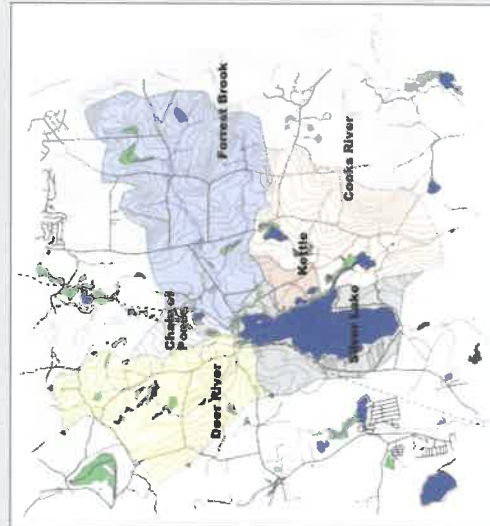 Chain of
Ponds
Deer River
Forrest Brook
Kettle
Silver Lake
Cooks River